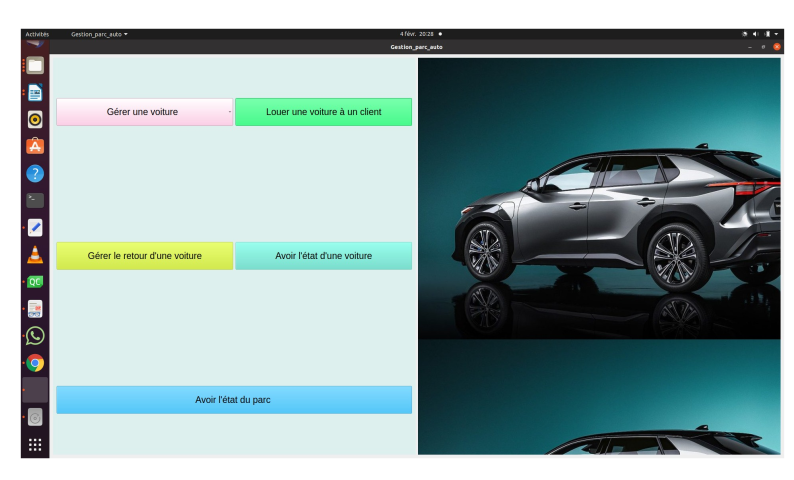 Activités
Gestion_parc_auto
4 févr. 20:28
Gestion_parc_auto
Gérer une voiture
Louer une voiture à un client
Gérer le retour d'une voiture
Avoir l'état d'une voiture
Avoir l'état du parc
QC